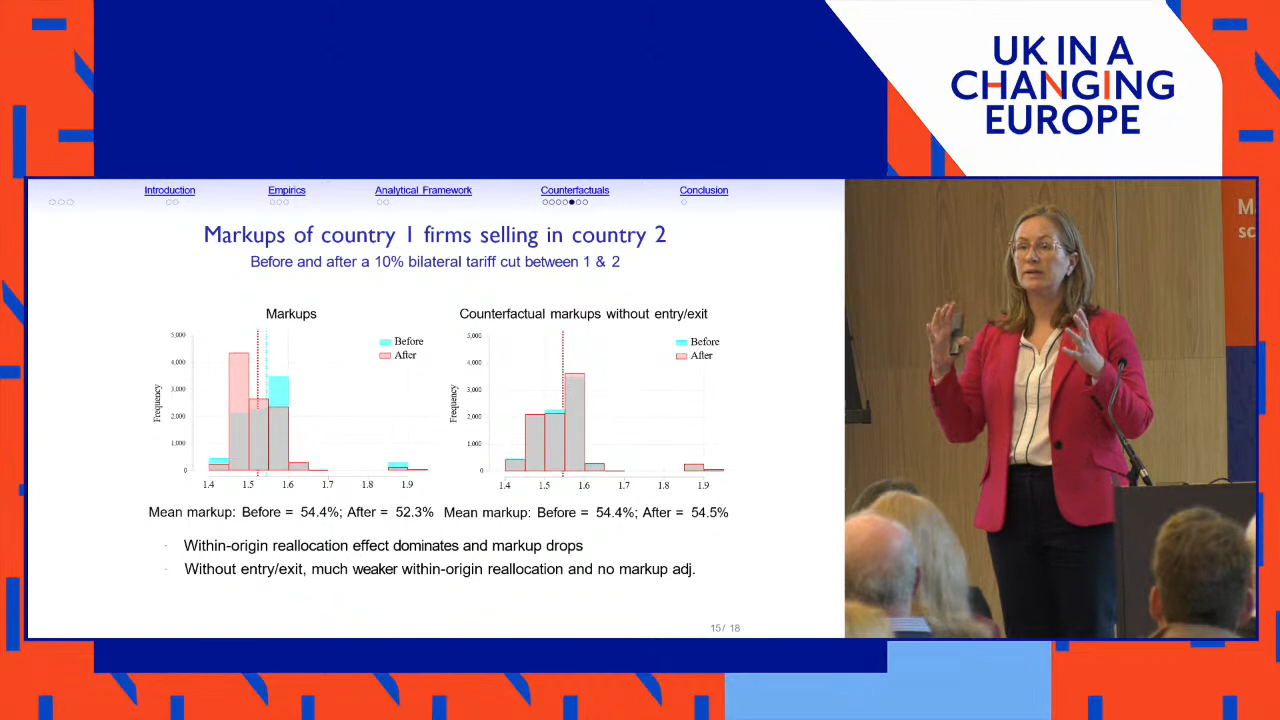 UK IN A
CHANGING
EUROPE
Introduction
Empirics
Analytical Framework
Counterfactuals
Conclusion
Markups of country 1 firms selling in country 2
Before and after a 10% bilateral tariff cut between 1 & 2
Markups
Before
After
Frequency
5,000
4,000
3,000
2,000
1,000
0
1.4 1.5 1.6 1.7 1.8 1.9
Mean markup: Before = 54.4%; After = 52.3%
Counterfactual markups without entry/exit
Before
After
Frequency
5,000
4,000
3,000
2,000
1,000
0
1.4 1.5 1.6 1.7 1.8 1.9
Mean markup: Before = 54.4%; After = 54.5%
· Within-origin reallocation effect dominates and markup drops
· Without entry/exit, much weaker within-origin reallocation and no markup adj.
15/ 18
M
sc